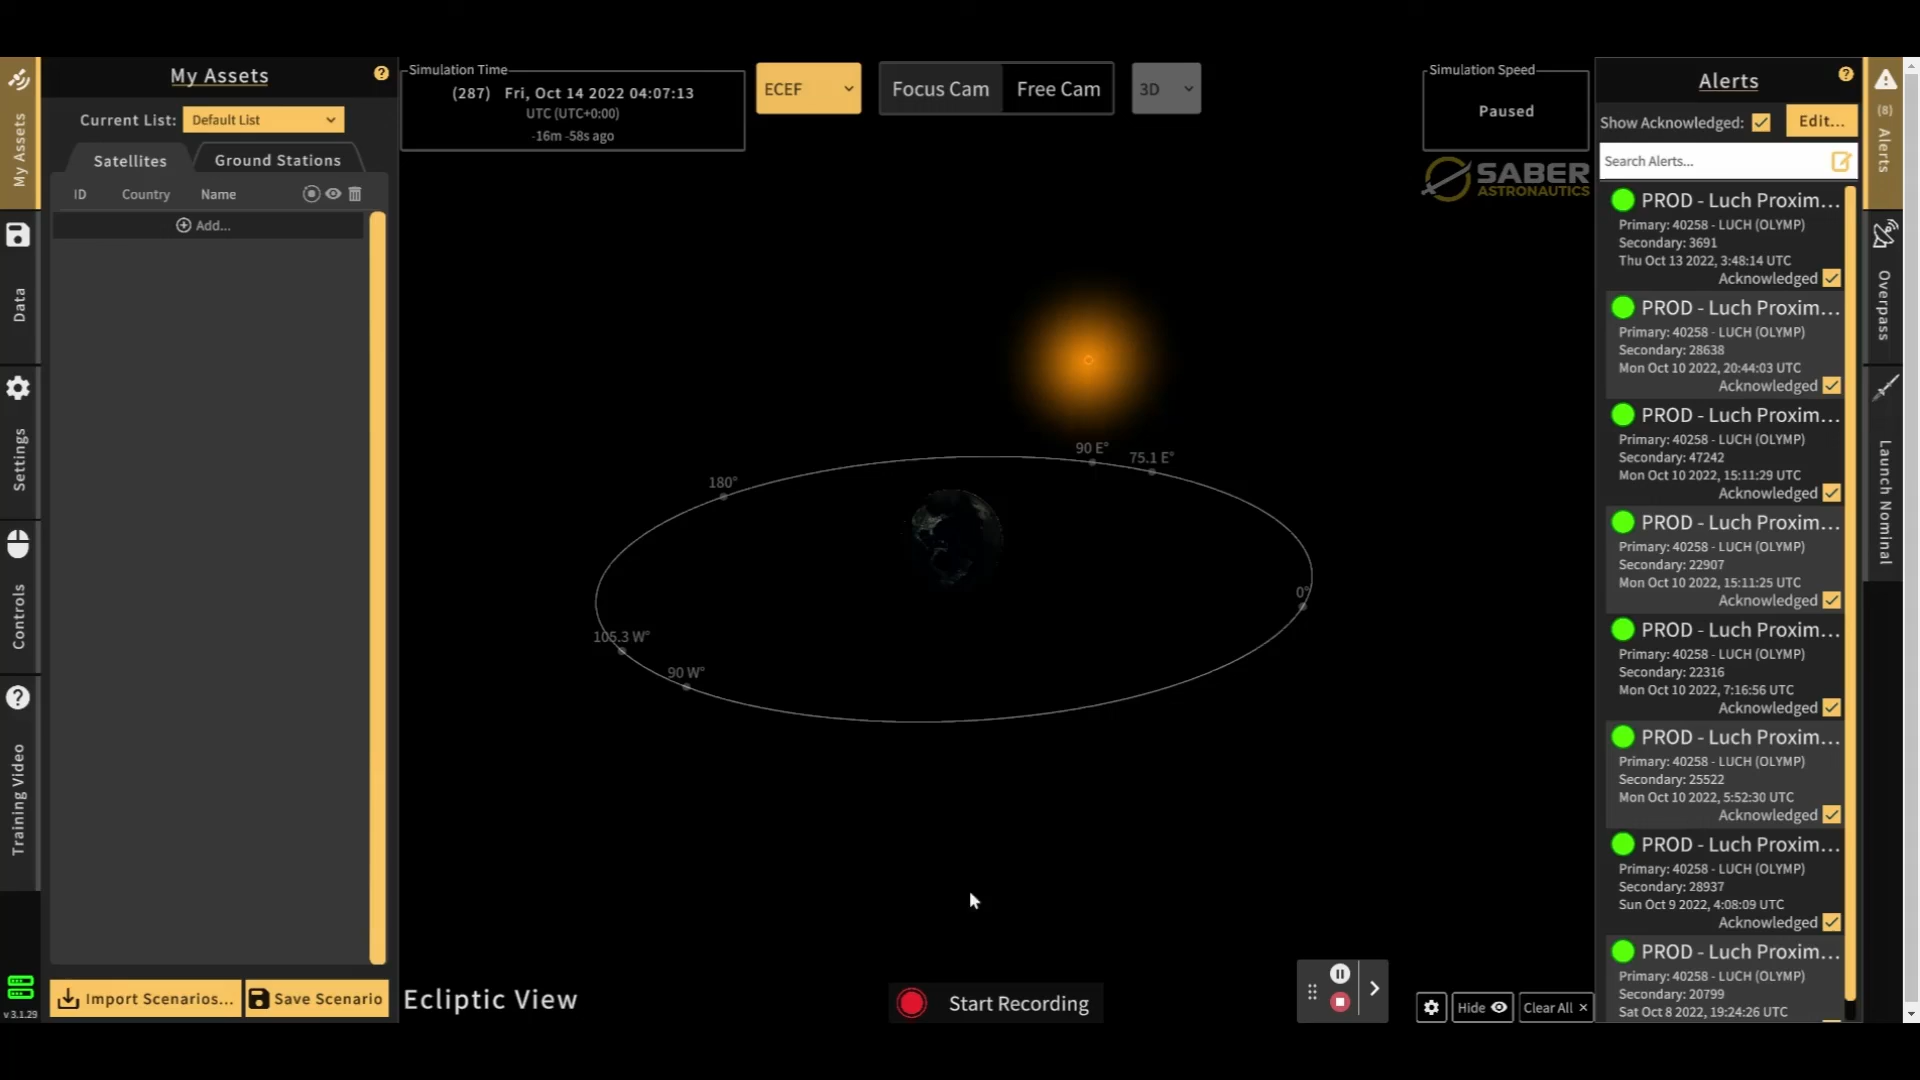 My Assets
Current List: Default List
Satellites
Ground Stations
ID Country Name
Add...
Import Scenarios...
Save Scenario
My Assets
Data
Settings
Controls
Training Video
v 3.1.29
Simulation Time
(287) Fri, Oct 14 2022 04:07:13
UTC (UTC+0:00)
-16m -58s ago
ECEF
Focus Cam
Free Cam
3D
Simulation Speed
Paused
SABER
ASTRONAUTICS
90 E°
75.1 E°
180°
0°
105.3 W°
90 W°
Ecliptic View
Start Recording
Hide
Clear All ×
Alerts
Show Acknowledged:
Edit...
Search Alerts...
PROD - Luch Proxim...
Primary: 40258 - LUCH (OLYMP)
Secondary: 3691
Thu Oct 13 2022, 3:48:14 UTC
Acknowledged
PROD - Luch Proxim...
Primary: 40258 - LUCH (OLYMP)
Secondary: 28638
Mon Oct 10 2022, 20:44:03 UTC
Acknowledged
PROD - Luch Proxim...
Primary: 40258 - LUCH (OLYMP)
Secondary: 47242
Mon Oct 10 2022, 15:11:29 UTC
Acknowledged
PROD - Luch Proxim...
Primary: 40258 - LUCH (OLYMP)
Secondary: 22907
Mon Oct 10 2022, 15:11:25 UTC
Acknowledged
PROD - Luch Proxim...
Primary: 40258 - LUCH (OLYMP)
Secondary: 22316
Mon Oct 10 2022, 7:16:56 UTC
Acknowledged
PROD - Luch Proxim...
Primary: 40258 - LUCH (OLYMP)
Secondary: 25522
Mon Oct 10 2022, 5:52:30 UTC
Acknowledged
PROD - Luch Proxim...
Primary: 40258 - LUCH (OLYMP)
Secondary: 28937
Sun Oct 9 2022, 4:08:09 UTC
Acknowledged
PROD - Luch Proxim...
Primary: 40258 - LUCH (OLYMP)
Secondary: 20799
Sat Oct 8 2022, 19:24:26 UTC
(8) Alerts
Overpass
Launch Nominal